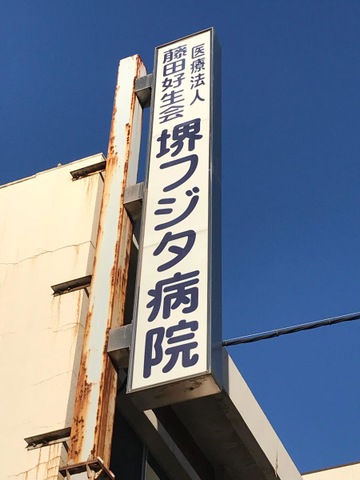 医療法人
藤田好生会
堺フジタ病院